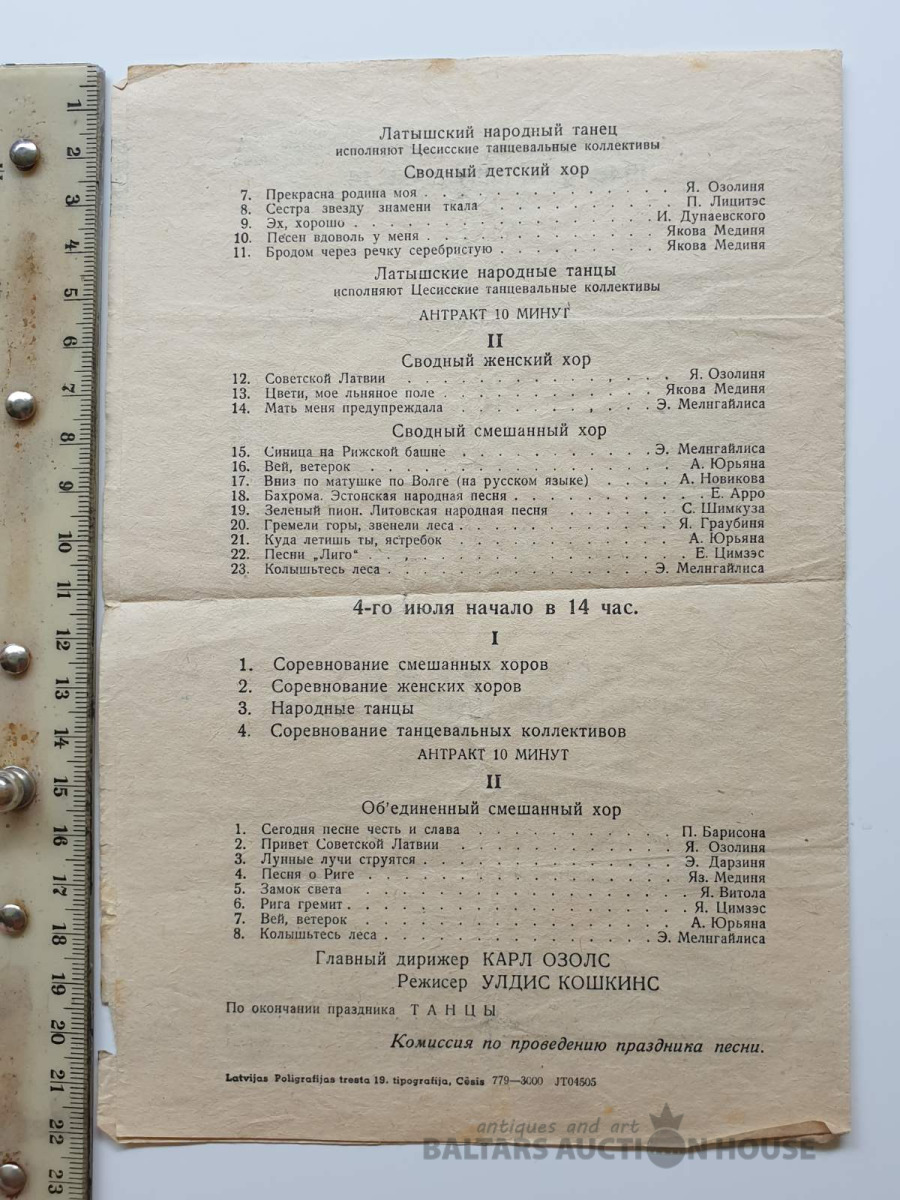 Латышский народный танец
исполняют Цесисские танцевальные коллективы
Сводный детский хор
7. Прекрасна родина моя . . . . . . . . . . . . . Я. Озолиня
8. Сестра звезду знамени ткала . . . . . . . . . . П. Лицитэс
9. Эх, хорошо . . . . . . . . . . . . . . . И. Дунаевского
10. Песен вдоволь у меня . . . . . . . . . . . . Якова Мединя
11. Бродом через речку серебристую . . . . . . . . . Якова Мединя
Латышские народные танцы
исполняют Цесисские танцевальные коллективы
АНТРАКТ 10 МИНУТ
II
Сводный женский хор
12. Советской Латвии . . . . . . . . . . . . . Я. Озолиня
13. Цвети, мое льняное поле . . . . . . . . . . . Якова Мединя
14. Мать меня предупреждала . . . . . . . . . . Э. Мелнгайлиса
Сводный смешанный хор
15. Синица на Рижской башне . . . . . . . . . . Э. Мелнгайлиса
16. Вей, ветерок . . . . . . . . . . . . . . . А. Юрьяна
17. Вниз по матушке по Волге (на русском языке) . . . . А. Новикова
18. Бахрома. Эстонская народная песня . . . . . . . . . . Е. Арро
19. Зеленый пион. Литовская народная песня . . . . . . С. Шимкуза
20. Гремели горы, звенели леса . . . . . . . . . . . Я. Граубиня
21. Куда летишь ты, ястребок . . . . . . . . . . . . А. Юрьяна
22. Песни „Лиго“ . . . . . . . . . . . . . . . Е. Цимзэс
23. Колышьтесь леса . . . . . . . . . . . . . Э. Мелнгайлиса
4-го июля начало в 14 час.
I
1. Соревнование смешанных хоров
2. Соревнование женских хоров
3. Народные танцы
4. Соревнование танцевальных коллективов
АНТРАКТ 10 МИНУТ
II
Об'единенный смешанный хор
1. Сегодня песне честь и слава . . . . . . . . . . П. Барисона
2. Привет Советской Латвии . . . . . . . . . . . Я. Озолиня
3. Лунные лучи струятся . . . . . . . . . . . . Э. Дарзиня
4. Песня о Риге . . . . . . . . . . . . . . . Яз. Мединя
5. Замок света . . . . . . . . . . . . . . . Я. Витола
6. Рига гремит . . . . . . . . . . . . . . . Я. Цимзэс
7. Вей, ветерок . . . . . . . . . . . . . . . А. Юрьяна
8. Колышьтесь леса . . . . . . . . . . . . . Э. Мелнгайлиса
Главный дирижер КАРЛ ОЗОЛС
Режисер УЛДИС КОШКИНС
По окончании праздника ТАНЦЫ
Комиссия по проведению праздника песни.
Latvijas Poligrafijas tresta 19. tipografija, Cēsis 779—3000 JT04505
antiques and art
BALTARS AUCTION HOUSE
1
2
3
4
5
6
7
8
9
10
11
12
13
14
15
16
17
18
19
20
21
22
23